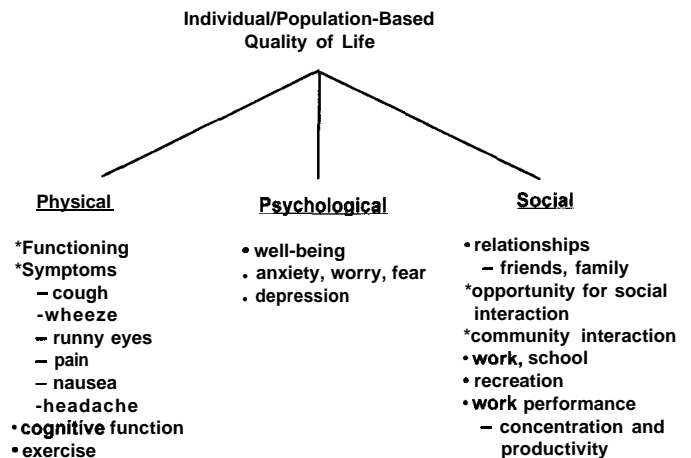 Individual/Population-Based
Quality of Life
Physical
*Functioning
*Symptoms
– cough
-wheeze
– runny eyes
– pain
– nausea
-headache
• cognitive function
• exercise
Psychological
• well-being
• anxiety, worry, fear
• depression
Social
• relationships
– friends, family
*opportunity for social
interaction
*community interaction
• work, school
• recreation
• work performance
– concentration and
productivity